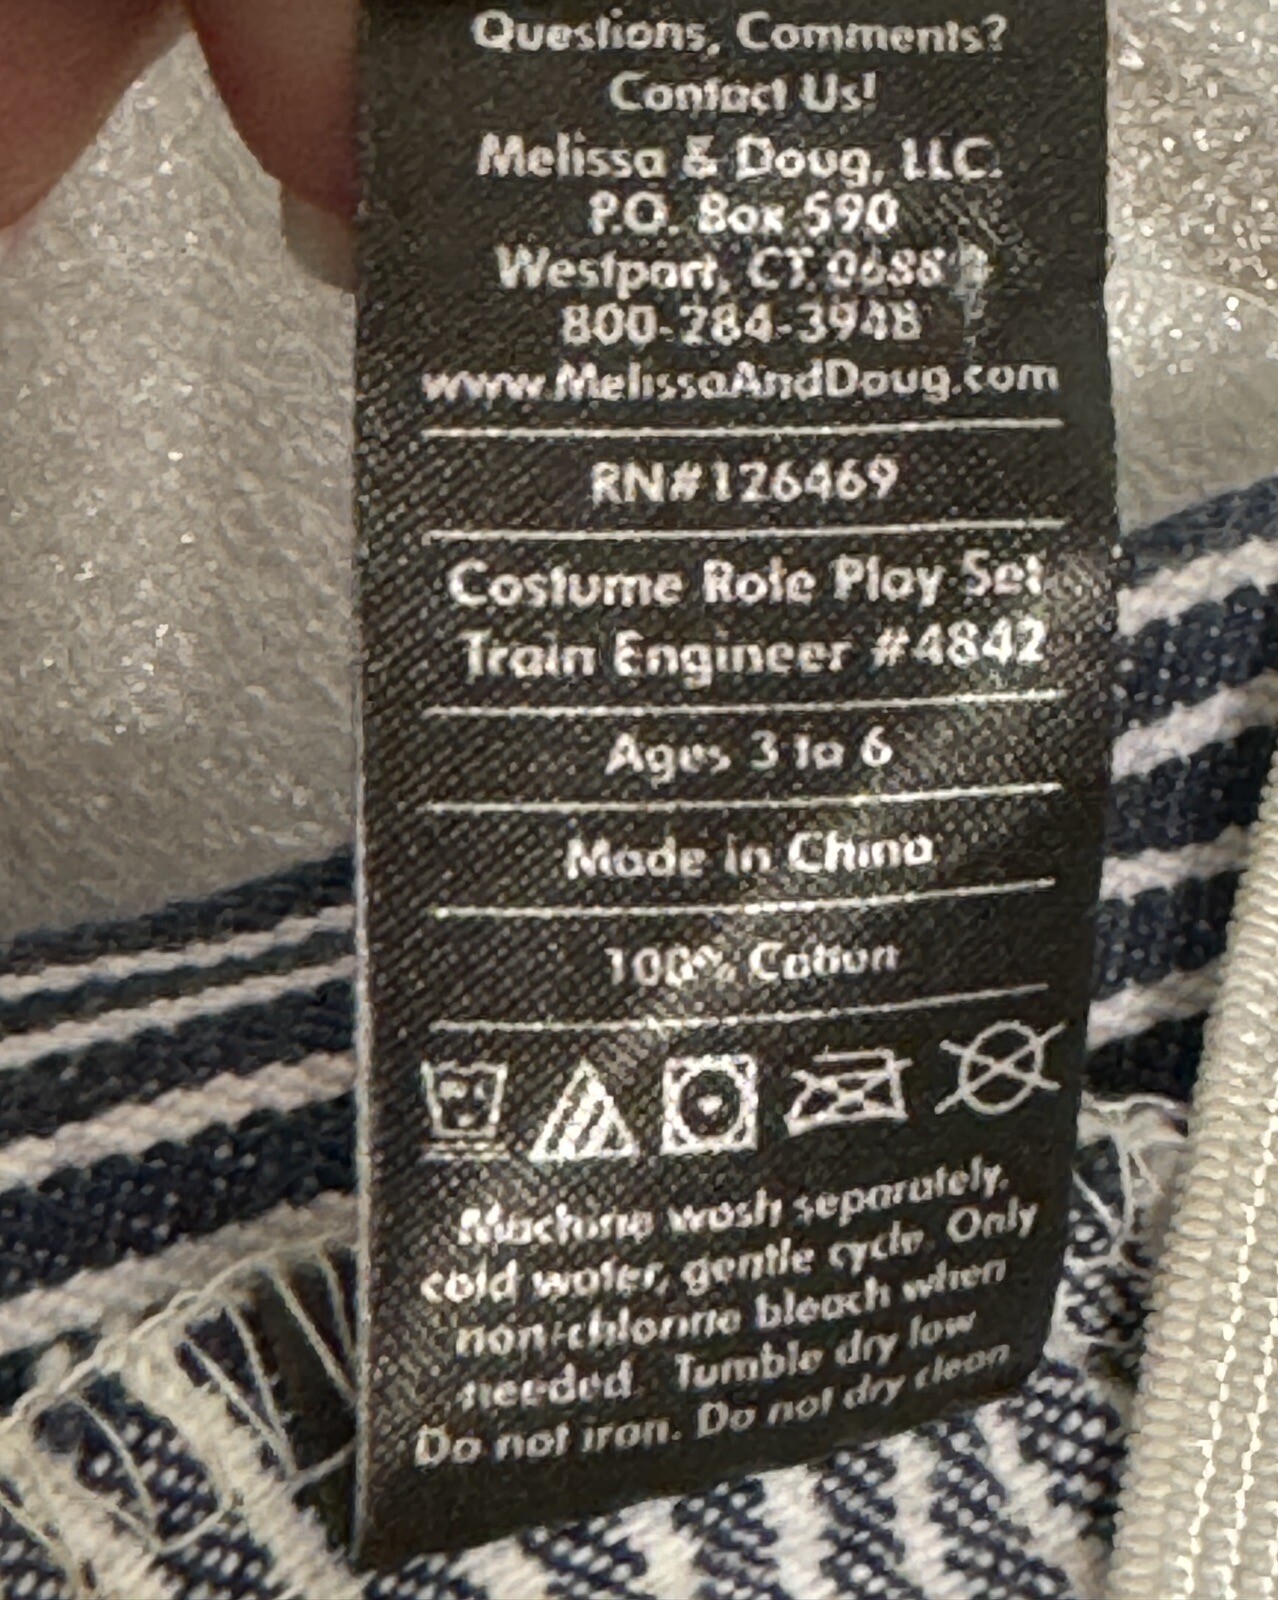 Questions, Comments?
Contact Us!
Melissa & Doug, LLC.
P.O. Box 590
Westport, CT
800-284-3948
www.MelissaAndDoug.com
RN#126469
Costume Role Play Set
Train Engineer #4842
Ages 3 to 6
Made in China
100% Cotton
Machine wash separately,
cold water, gentle cycle. Only
non-chlorine bleach when
needed. Tumble dry low
Do not iron. Do not dry clean